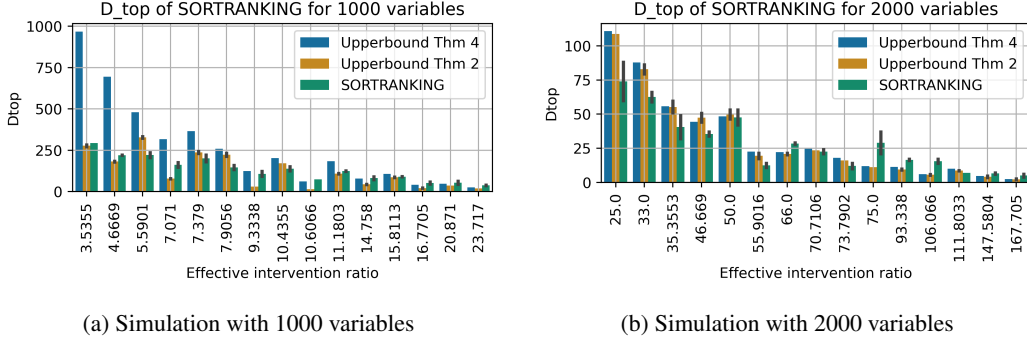 D_top of SORTRANKING for 1000 variables
1000
750
500
250
0
Dtop
Upperbound Thm 4
Upperbound Thm 2
SORTRANKING
3.5355
4.6669
5.5901
7.071
7.379
7.9056
9.3338
10.4355
10.6066
11.1803
14.7578
15.8113
16.7705
20.871
23.717
Effective intervention ratio
(a) Simulation with 1000 variables
D_top of SORTRANKING for 2000 variables
100
75
50
25
0
Dtop
Upperbound Thm 4
Upperbound Thm 2
SORTRANKING
25.0
33.0
35.3553
46.669
50.0
55.9016
66.0
70.7106
73.7902
75.0
93.338
106.066
111.8033
147.5804
167.705
Effective intervention ratio
(b) Simulation with 2000 variables